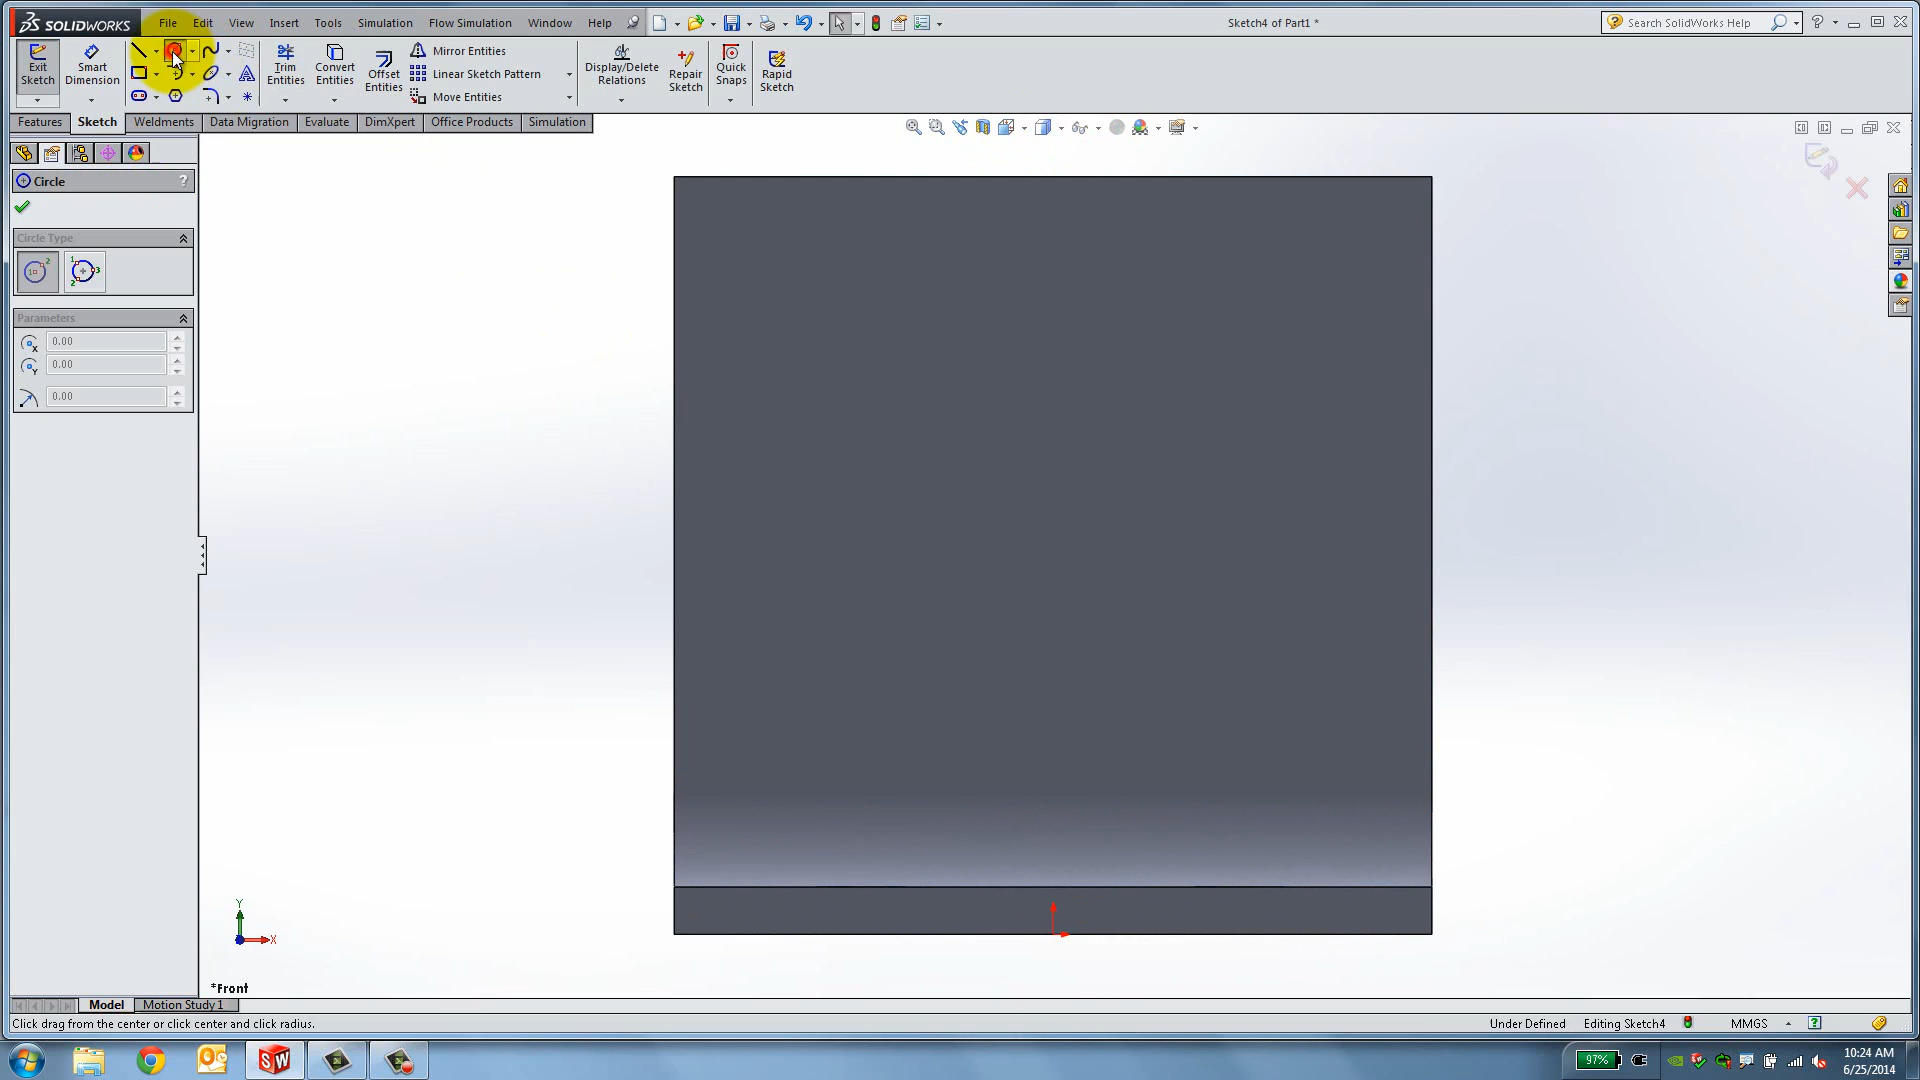 SOLIDWORKS File Edit View Insert Tools Simulation Flow Simulation Window Help Sketch4 of Part1 * Search SolidWorks Help ?
Exit Sketch
Smart Dimension
Trim Entities
Convert Entities
Offset Entities
Mirror Entities
Linear Sketch Pattern
Move Entities
Display/Delete Relations
Repair Sketch
Quick Snaps
Rapid Sketch
Features Sketch Weldments Data Migration Evaluate DimXpert Office Products Simulation
Circle ?
Circle Type
Parameters
0.00
0.00
0.00
Y
X
*Front
Model Motion Study 1
Click drag from the center or click center and click radius. Under Defined Editing Sketch4 MMGS ?
97% 10:24 AM
6/25/2014